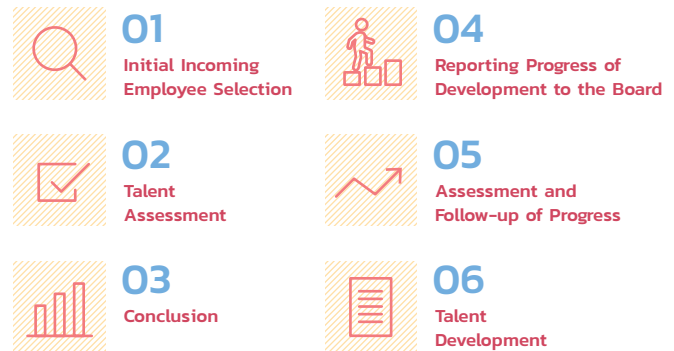 01
Initial Incoming
Employee Selection
02
Talent
Assessment
03
Conclusion
04
Reporting Progress of
Development to the Board
05
Assessment and
Follow-up of Progress
06
Talent
Development